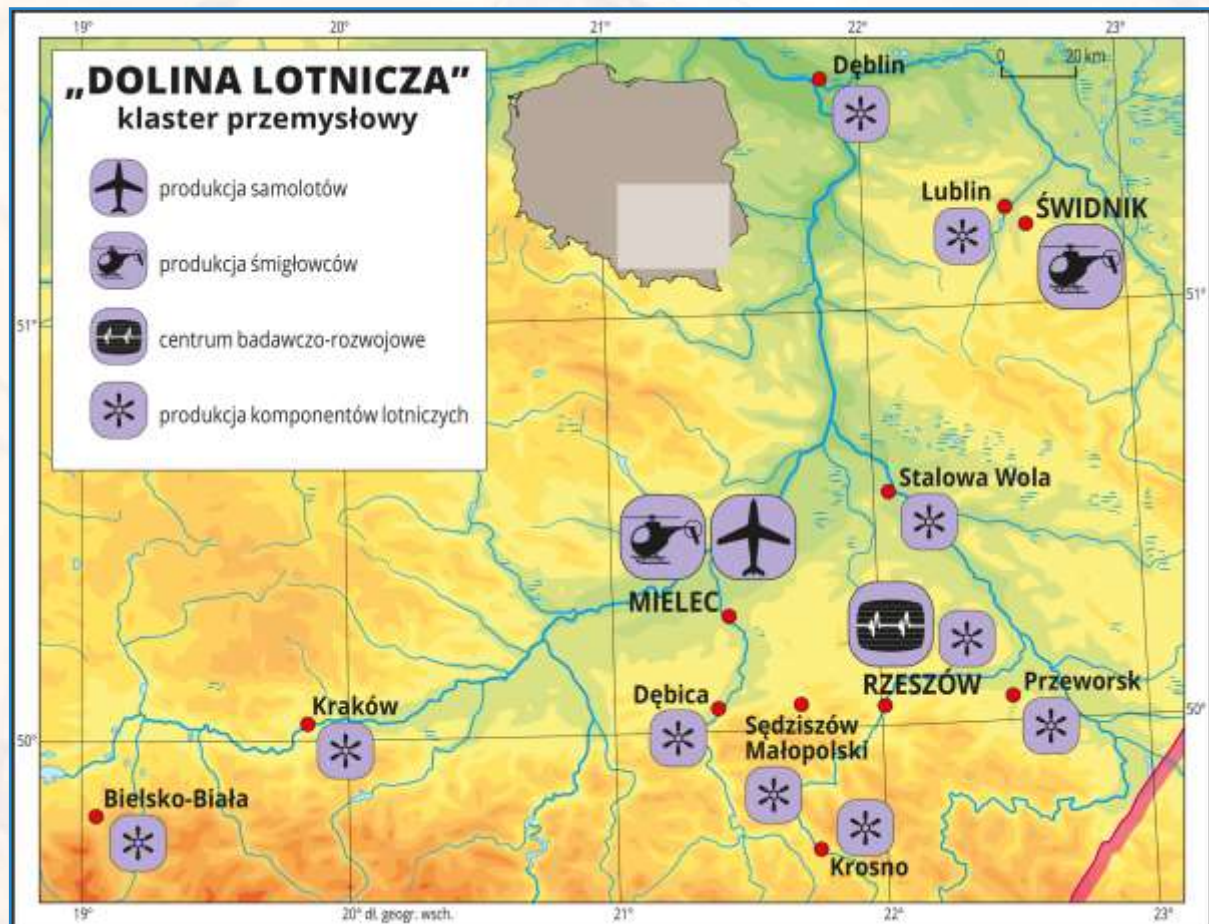 19°
20°
21°
22°
23°
„DOLINA LOTNICZA”
klaster przemysłowy
produkcja samolotów
produkcja śmigłowców
centrum badawczo-rozwojowe
produkcja komponentów lotniczych
Dęblin
0 20 km
Lublin
ŚWIDNIK
51°
51°
Stalowa Wola
MIELEC
RZESZÓW
Przeworsk
Dębica
Sędziszów
Małopolski
Kraków
50°
50°
Bielsko-Biała
Krosno
19°
20° dł. geogr. wsch.
21°
22°
23°